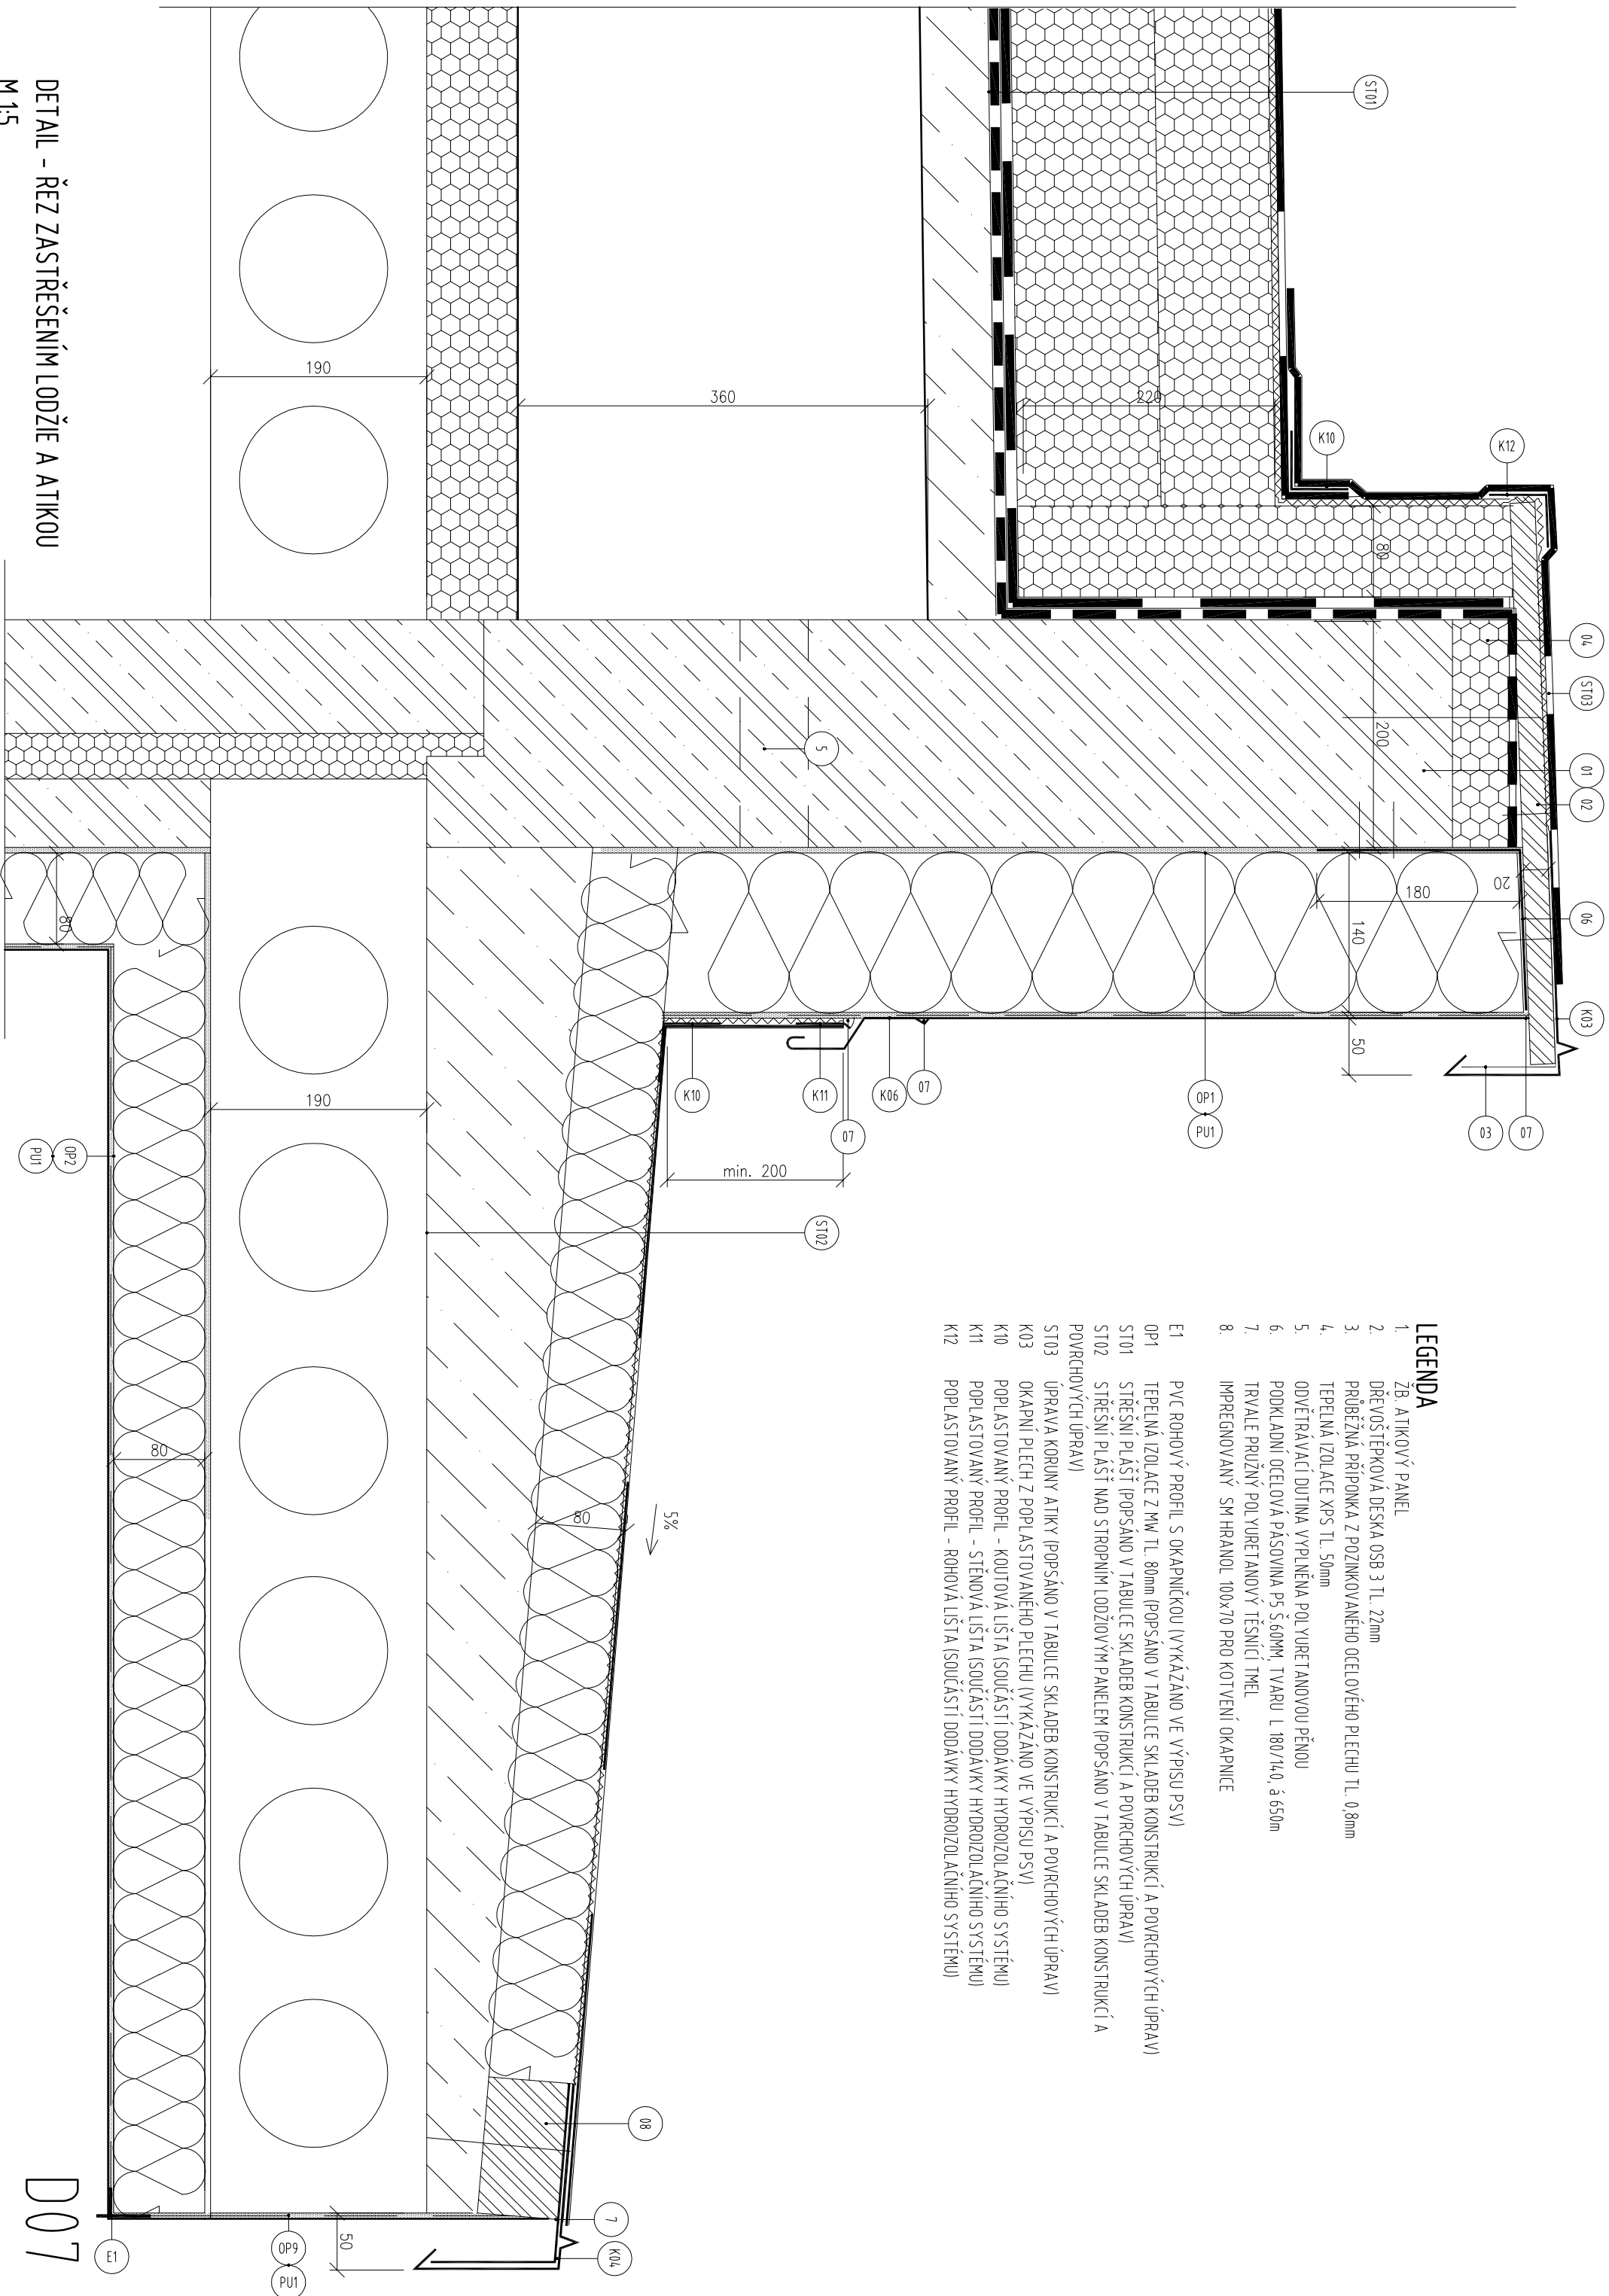 LEGENDA
1. ŽB. ATIKOVÝ PANEL
2. DŘEVOŠTĚPKOVÁ DESKA OSB 3 TL. 22mm
3. PRŮBĚŽNÁ PŘÍPONKA Z POZINKOVANÉHO OCELOVÉHO PLECHU TL. 0,8mm
4. TEPELNÁ IZOLACE XPS TL. 50mm
5. ODVĚTRÁVACÍ DUTINA VYPLNĚNA POLYURETANOVOU PĚNOU
6. PODKLADNÍ OCELOVÁ PÁSOVINA P5 Š.60MM, TVARU L 180/140, á 650m
7. TRVALE PRUŽNÝ POLYURETANOVÝ TĚSNÍCÍ TMEL
8. IMPREGNOVANÝ SM HRANOL 100x70 PRO KOTVENÍ OKAPNICE
E1 PVC ROHOVÝ PROFIL S OKAPNIČKOU (VYKÁZÁNO VE VÝPISU PSV)
OP1 TEPELNÁ IZOLACE Z MW TL. 80mm (POPSÁNO V TABULCE SKLADEB KONSTRUKCÍ A POVRCHOVÝCH ÚPRAV)
ST01 STŘEŠNÍ PLÁŠŤ (POPSÁNO V TABULCE SKLADEB KONSTRUKCÍ A POVRCHOVÝCH ÚPRAV)
ST02 STŘEŠNÍ PLÁŠŤ NAD STROPNÍM LODŽIOVÝM PANELEM (POPSÁNO V TABULCE SKLADEB KONSTRUKCÍ A
POVRCHOVÝCH ÚPRAV)
ST03 ÚPRAVA KORUNY ATIKY (POPSÁNO V TABULCE SKLADEB KONSTRUKCÍ A POVRCHOVÝCH ÚPRAV)
K03 OKAPNÍ PLECH Z POPLASTOVANÉHO PLECHU (VYKÁZÁNO VE VÝPISU PSV)
K10 POPLASTOVANÝ PROFIL - KOUTOVÁ LIŠTA (SOUČÁSTÍ DODÁVKY HYDROIZOLAČNÍHO SYSTÉMU)
K11 POPLASTOVANÝ PROFIL - STĚNOVÁ LIŠTA (SOUČÁSTÍ DODÁVKY HYDROIZOLAČNÍHO SYSTÉMU)
K12 POPLASTOVANÝ PROFIL - ROHOVÁ LIŠTA (SOUČÁSTÍ DODÁVKY HYDROIZOLAČNÍHO SYSTÉMU)
ST01
K12
K10
04
ST03
01
02
06
K03
07
03
220
80
200
20
180
140
50
360
190
5
OP1
PU1
07
K06
K11
K10
07
min. 200
ST02
5%
80
190
80
80
OP2
PU1
08
7
K04
50
OP9
PU1
E1
DETAIL - ŘEZ ZASTŘEŠENÍM LODŽIE A ATIKOU
M 1:5
D07